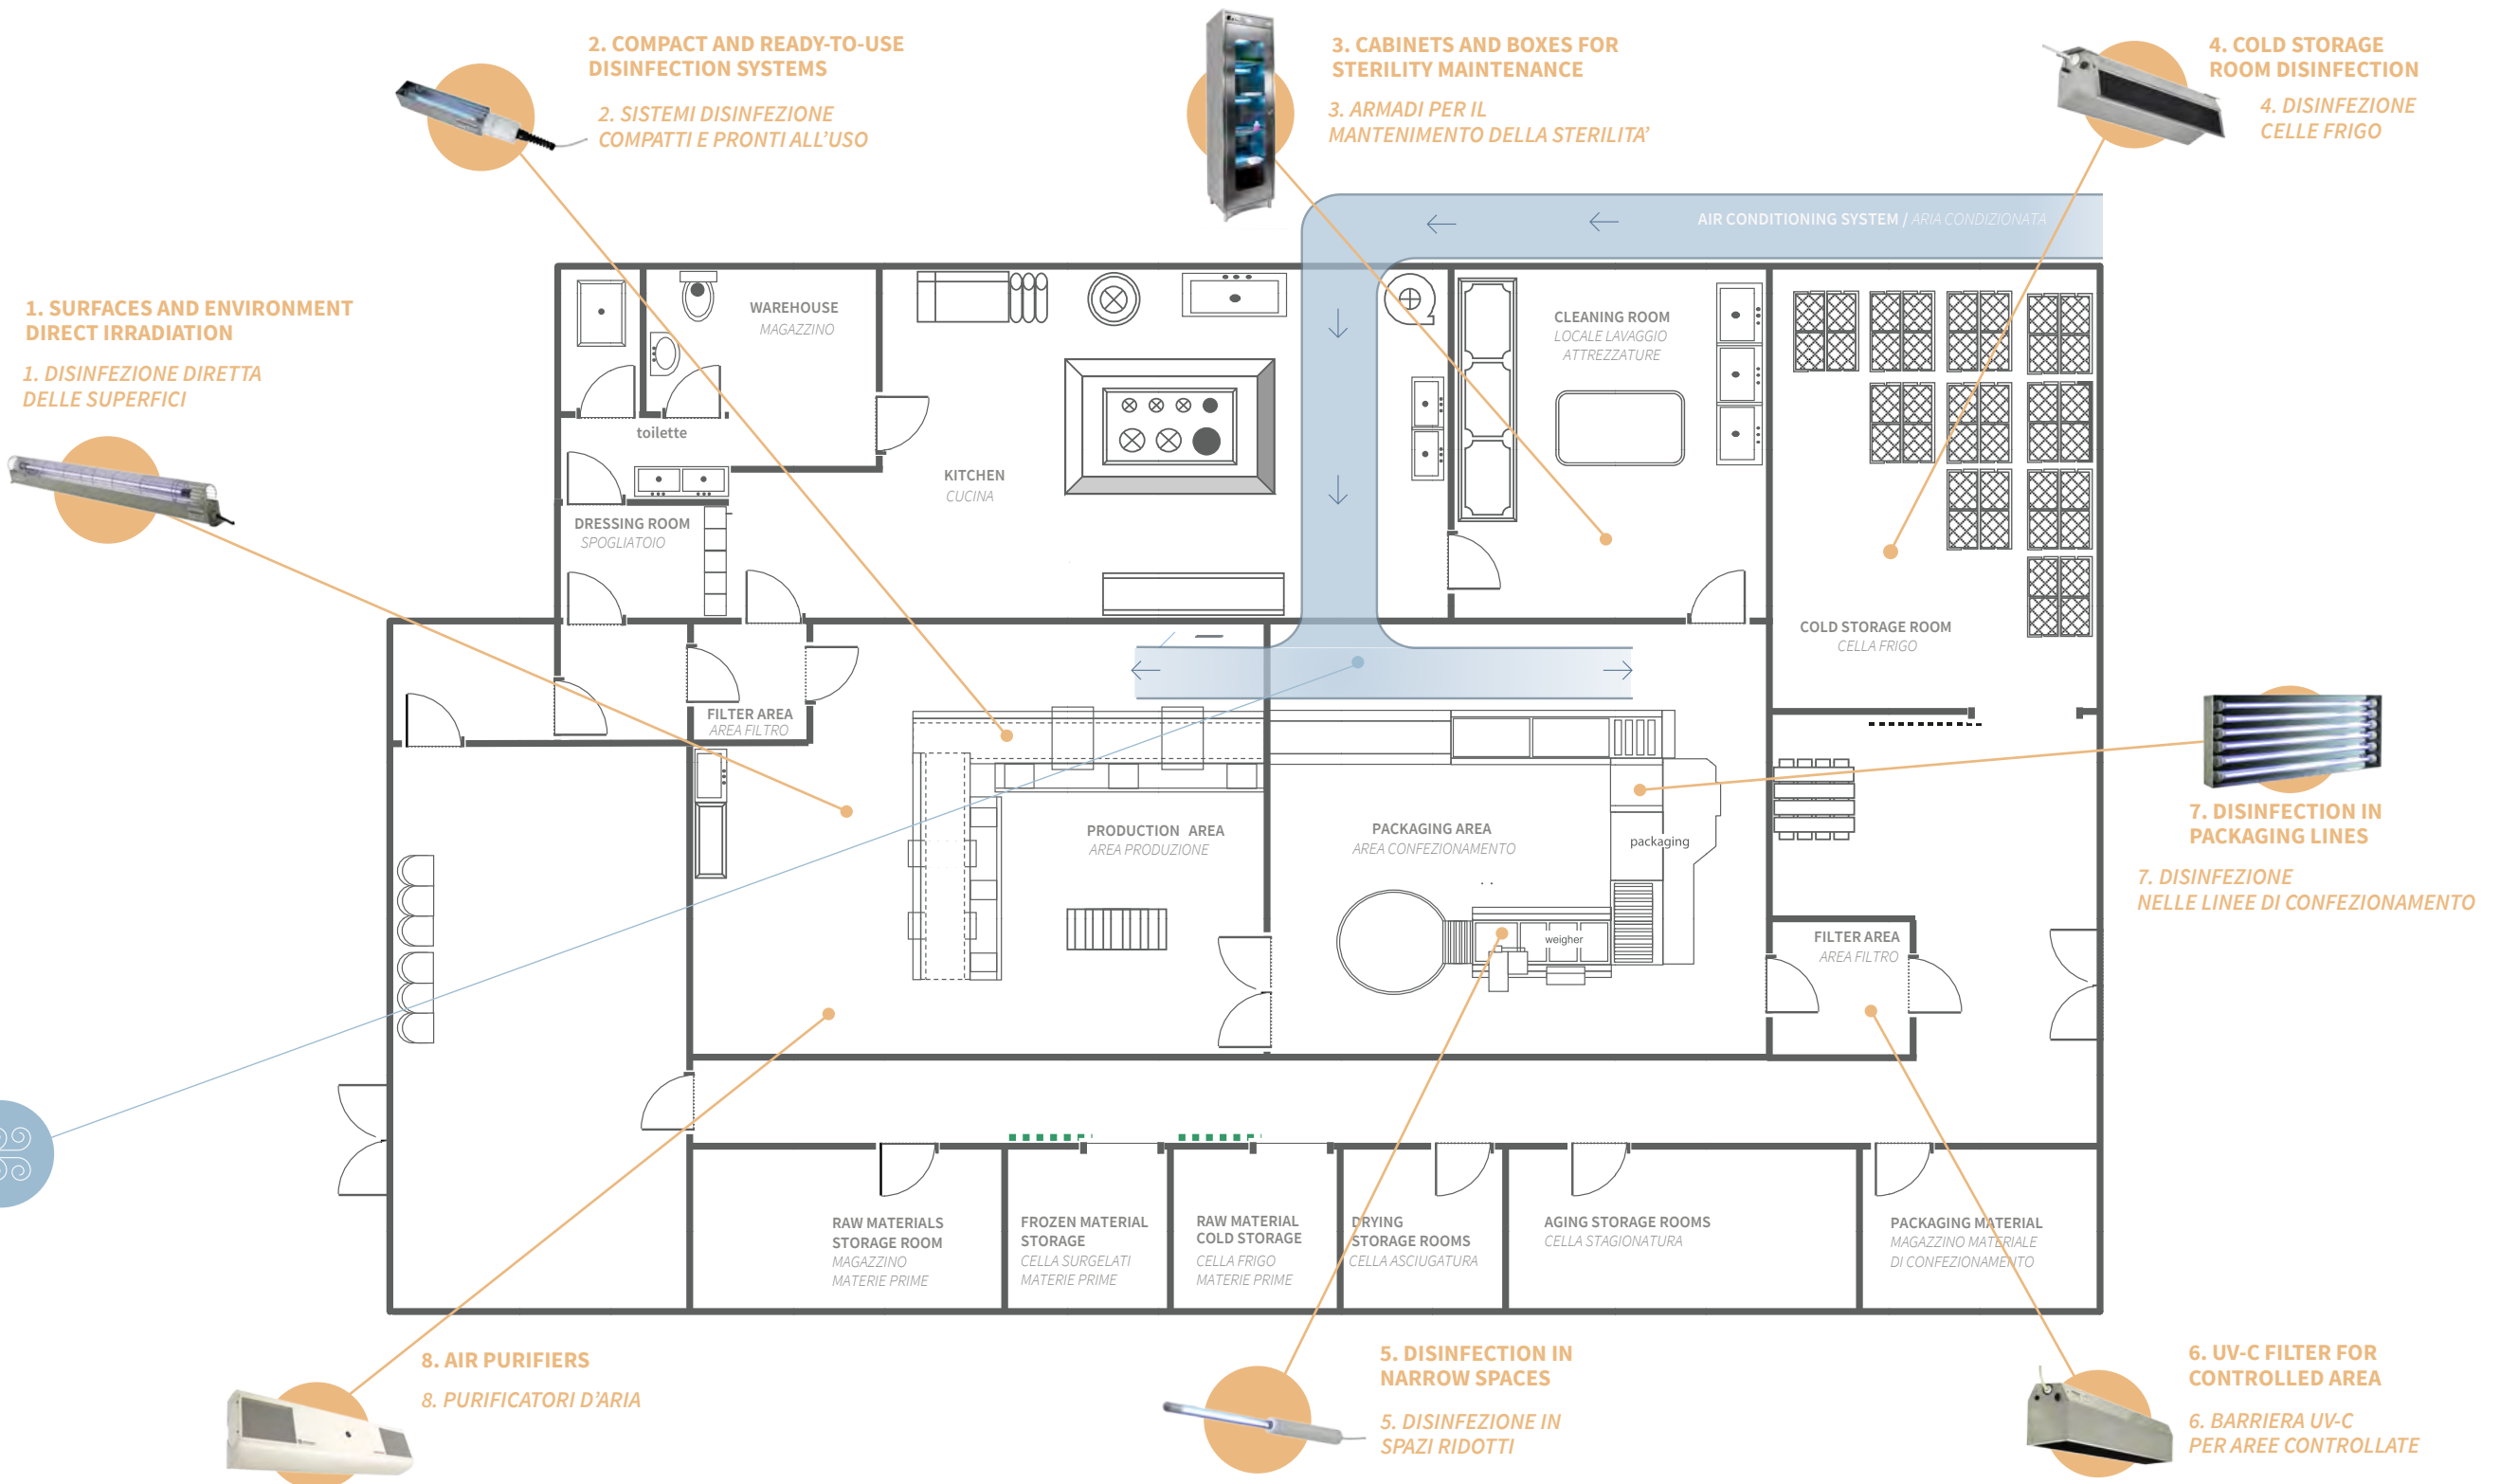 2. COMPACT AND READY-TO-USE
DISINFECTION SYSTEMS
2. SISTEMI DISINFEZIONE
COMPATTI E PRONTI ALL’USO
3. CABINETS AND BOXES FOR
STERILITY MAINTENANCE
3. ARMADI PER IL
MANTENIMENTO DELLA STERILITA’
4. COLD STORAGE
ROOM DISINFECTION
4. DISINFEZIONE
CELLE FRIGO
AIR CONDITIONING SYSTEM / ARIA CONDIZIONATA
1. SURFACES AND ENVIRONMENT
DIRECT IRRADIATION
1. DISINFEZIONE DIRETTA
DELLE SUPERFICI
WAREHOUSE
MAGAZZINO
CLEANING ROOM
LOCALE LAVAGGIO
ATTREZZATURE
toilette
KITCHEN
CUCINA
DRESSING ROOM
SPOGLIATOIO
COLD STORAGE ROOM
CELLA FRIGO
FILTER AREA
AREA FILTRO
PRODUCTION AREA
AREA PRODUZIONE
PACKAGING AREA
AREA CONFEZIONAMENTO
packaging
7. DISINFECTION IN
PACKAGING LINES
7. DISINFEZIONE
NELLE LINEE DI CONFEZIONAMENTO
weigher
FILTER AREA
AREA FILTRO
RAW MATERIALS
STORAGE ROOM
MAGAZZINO
MATERIE PRIME
FROZEN MATERIAL
STORAGE
CELLA SURGELATI
MATERIE PRIME
RAW MATERIAL
COLD STORAGE
CELLA FRIGO
MATERIE PRIME
DRYING
STORAGE ROOMS
CELLA ASCIUGATURA
AGING STORAGE ROOMS
CELLA STAGIONATURA
PACKAGING MATERIAL
MAGAZZINO MATERIALE
DI CONFEZIONAMENTO
8. AIR PURIFIERS
8. PURIFICATORI D’ARIA
5. DISINFECTION IN
NARROW SPACES
5. DISINFEZIONE IN
SPAZI RIDOTTI
6. UV-C FILTER FOR
CONTROLLED AREA
6. BARRIERA UV-C
PER AREE CONTROLLATE